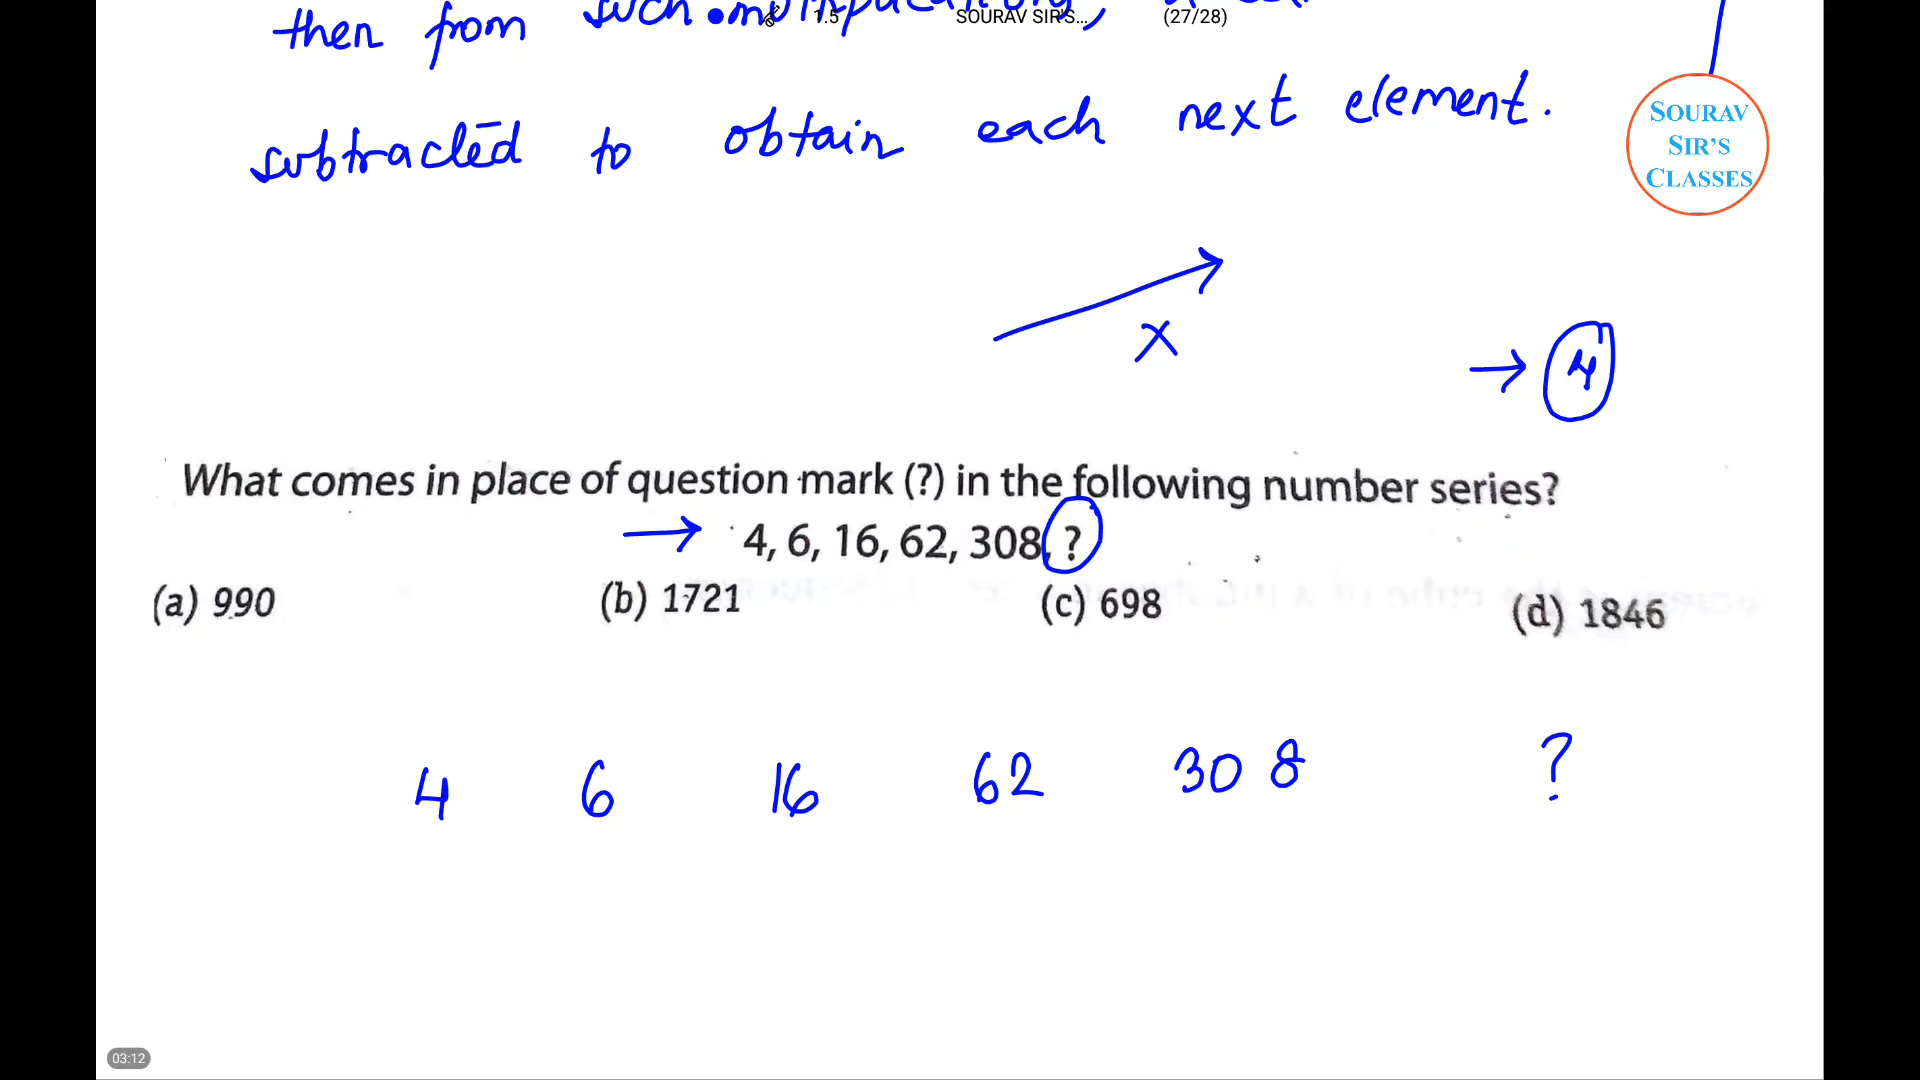 1.5 SOURAV SIR'S... (27/28)
then from such
subtracted to obtain each next element.
SOURAV
SIR'S
CLASSES
X
→ 4
What comes in place of question mark (?) in the following number series?
→ 4, 6, 16, 62, 308, ?
(a) 990 (b) 1721 (c) 698 (d) 1846
4 6 16 62 308 ?
03:12